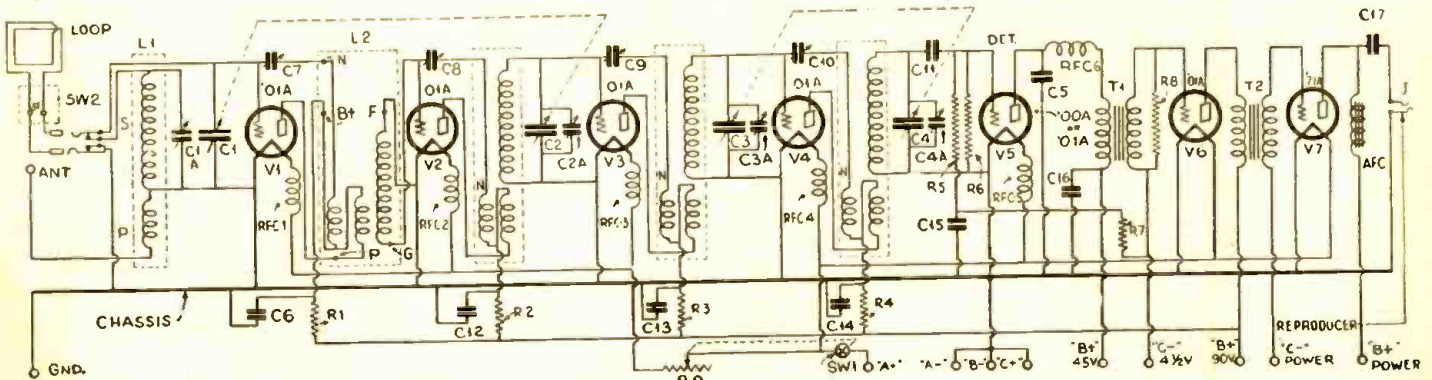 LOOP
SW2
ANT
L1
S
P
C1A
C1
C7
01A
V1
RFC1
L2
N
B+
F
P
G
C8
01A
V2
RFC2
N
C2
C2A
C9
01A
V3
RFC3
N
C3
C3A
C10
01A
V4
RFC4
N
C4
C4A
C11
R5
R6
C15
DET.
V5
RFC5
RFC6
C5
'00A
OR
'01A
C16
T1
R7
R8
'01A
V6
T2
'71A
V7
AFC
C17
J
CHASSIS
C6
R1
C12
R2
C13
R3
C14
R4
REPRODUCER
GND.
SW1
"A+"
"A-"
"B-"
"C+"
"B+"
45V
"C-"
4½V
"B+"
90V
"C-"
POWER
"B+"
POWER